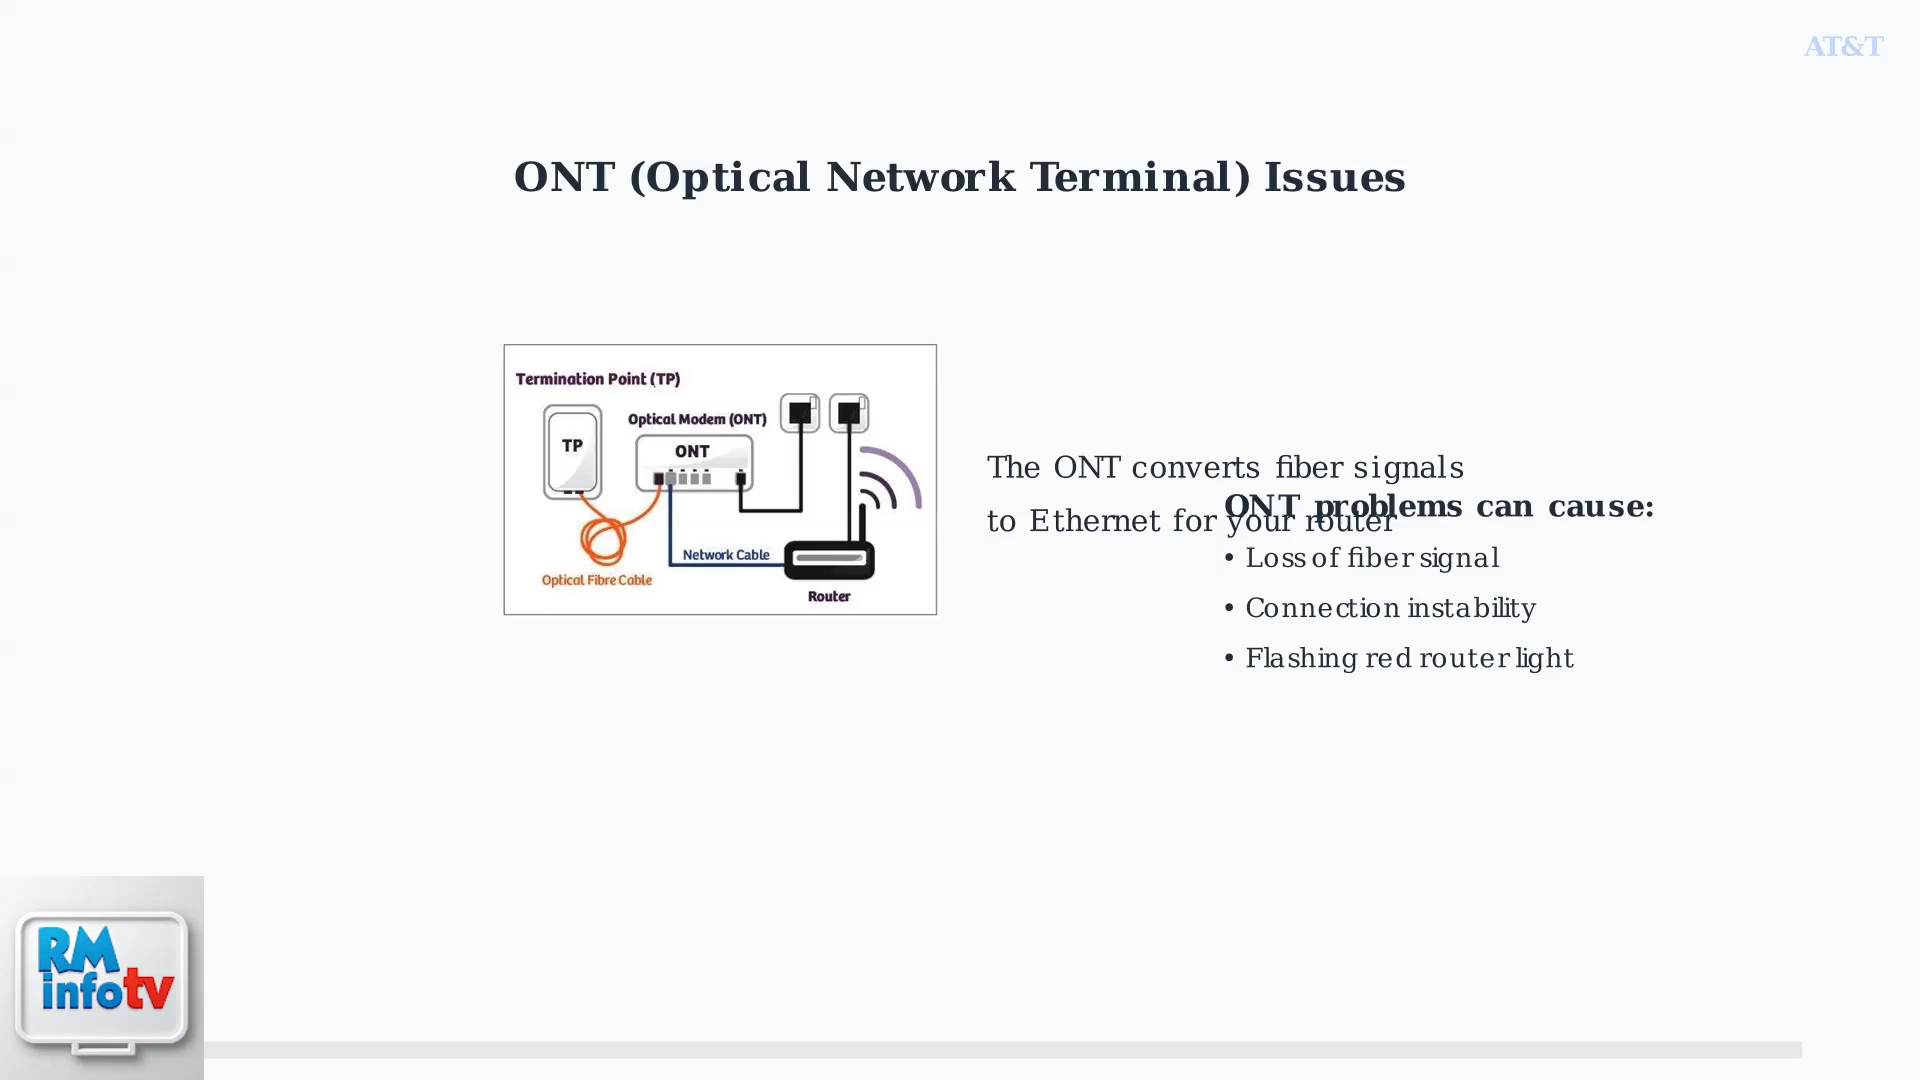 AT&T
ONT (Optical Network Terminal) Issues
Termination Point (TP)
Optical Modem (ONT)
TP
ONT
Network Cable
Optical Fibre Cable
Router
The ONT converts fiber signals
to Ethernet for your router
ONT problems can cause:
• Loss of fiber signal
• Connection instability
• Flashing red router light
RM
infotv